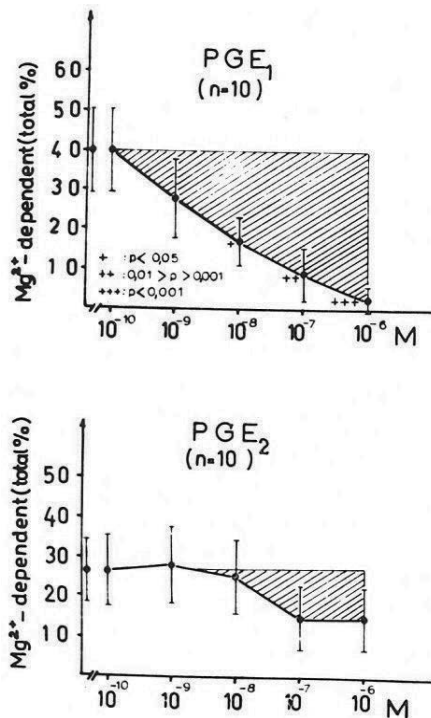 PGE₁
(n=10)
Mg²⁺-dependent (total %)
60
50
40
30
20
10
+ : p< 0,05
++ : 0,01 > p > 0,001
+++ : p< 0,001
10⁻¹⁰ 10⁻⁹ 10⁻⁸ 10⁻⁷ 10⁻⁶ M
+
++
+++
PGE₂
(n=10)
Mg²⁺-dependent (total %)
50
40
30
20
10
10⁻¹⁰ 10⁻⁹ 10⁻⁸ 10⁻⁷ 10⁻⁶ M